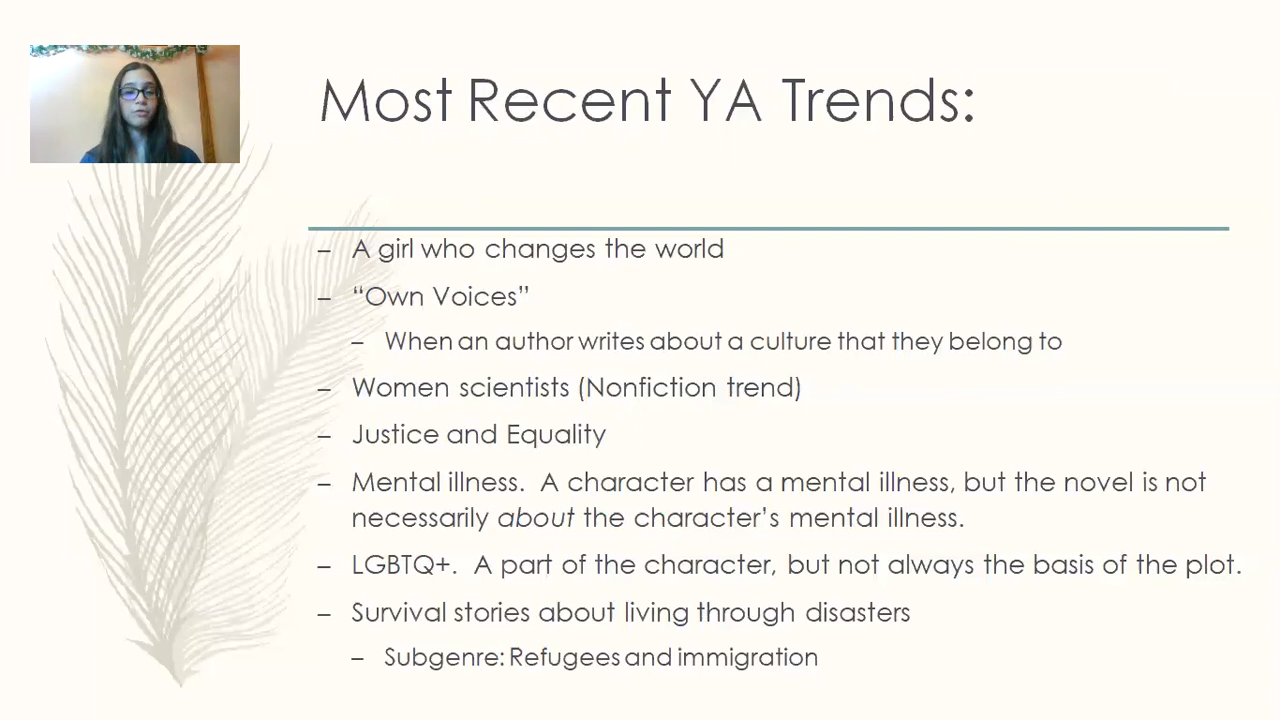 Most Recent YA Trends:
– A girl who changes the world
– “Own Voices”
– When an author writes about a culture that they belong to
– Women scientists (Nonfiction trend)
– Justice and Equality
– Mental illness.  A character has a mental illness, but the novel is not
necessarily about the character’s mental illness.
– LGBTQ+.  A part of the character, but not always the basis of the plot.
– Survival stories about living through disasters
– Subgenre: Refugees and immigration